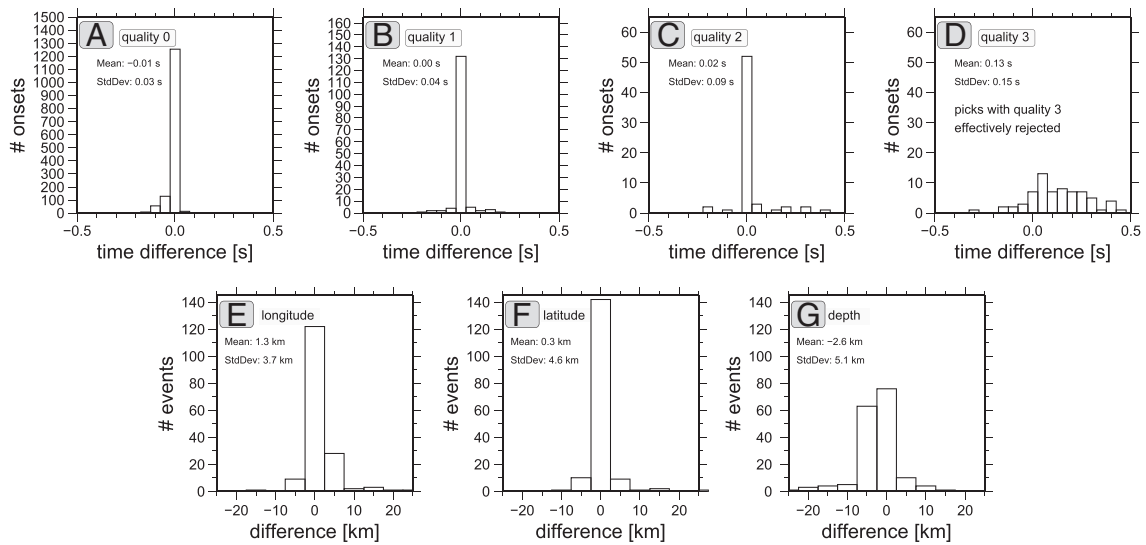 A quality 0
Mean: −0.01 s
StdDev: 0.03 s
# onsets
1500
1400
1300
1200
1100
1000
900
800
700
600
500
400
300
200
100
0
−0.5 0.0 0.5
time difference [s]
B quality 1
Mean: 0.00 s
StdDev: 0.04 s
# onsets
160
150
140
130
120
110
100
90
80
70
60
50
40
30
20
10
0
−0.5 0.0 0.5
time difference [s]
C quality 2
Mean: 0.02 s
StdDev: 0.09 s
# onsets
60
50
40
30
20
10
0
−0.5 0.0 0.5
time difference [s]
D quality 3
Mean: 0.13 s
StdDev: 0.15 s
picks with quality 3
effectively rejected
# onsets
60
50
40
30
20
10
0
−0.5 0.0 0.5
time difference [s]
E longitude
Mean: 1.3 km
StdDev: 3.7 km
# events
140
120
100
80
60
40
20
0
−20 −10 0 10 20
difference [km]
F latitude
Mean: 0.3 km
StdDev: 4.6 km
# events
140
120
100
80
60
40
20
0
−20 −10 0 10 20
difference [km]
G depth
Mean: −2.6 km
StdDev: 5.1 km
# events
140
120
100
80
60
40
20
0
−20 −10 0 10 20
difference [km]